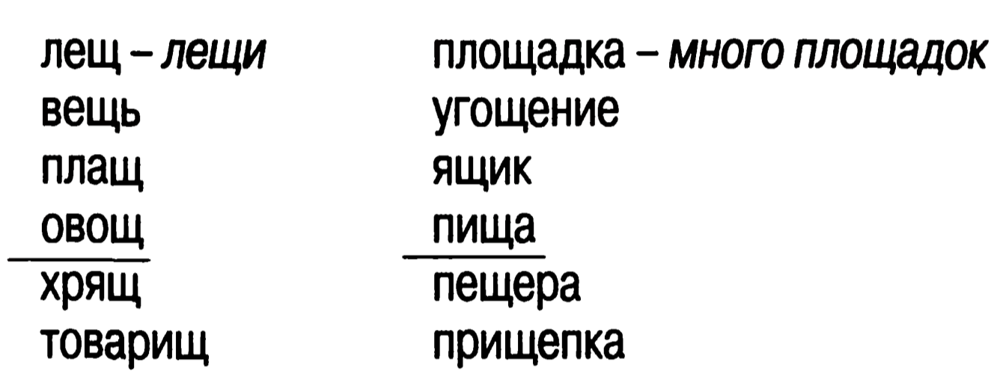 лещ – лещи
вещь
плащ
овощ
хрящ
товарищ
площадка – много площадок
угощение
ящик
пища
пещера
прищепка